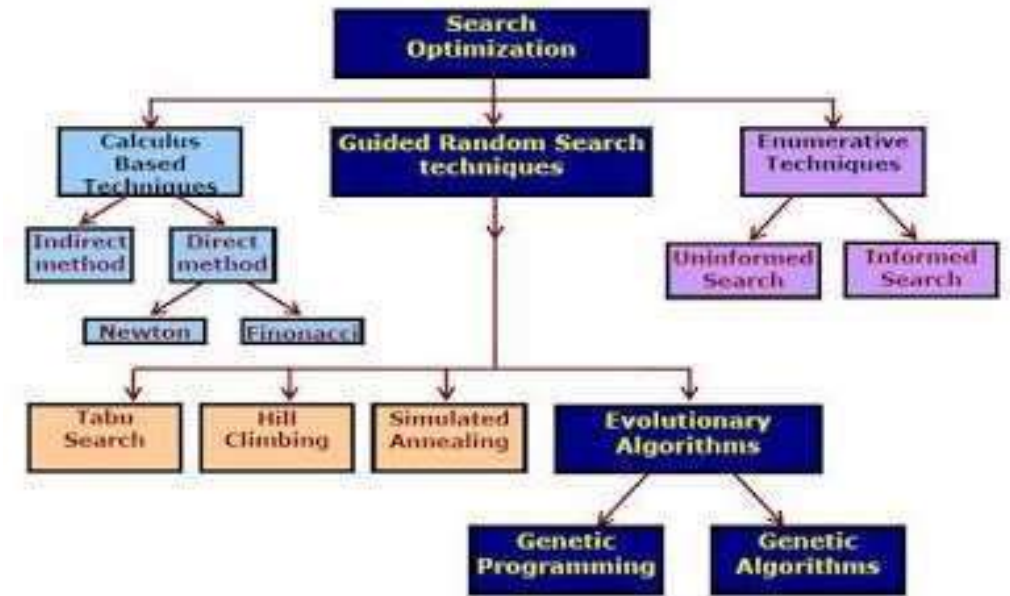 Search
Optimization
Calculus
Based
Techniques
Guided Random Search
techniques
Enumerative
Techniques
Indirect
method
Direct
method
Uninformed
Search
Informed
Search
Newton
Finonacci
Tabu
Search
Hill
Climbing
Simulated
Annealing
Evolutionary
Algorithms
Genetic
Programming
Genetic
Algorithms